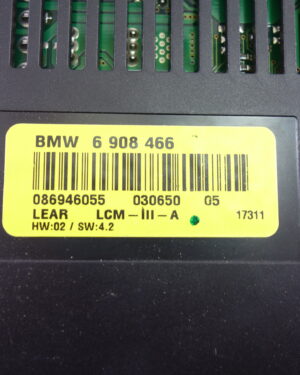 BMW 6 908 466
086946055 030650 05
LEAR LCM-III-A 17311
HW:02 / SW:4.2